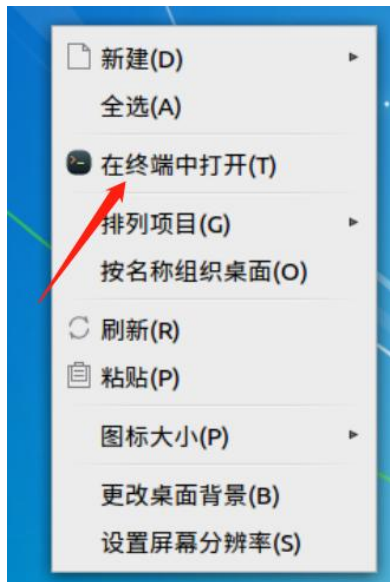 新建(D)
全选(A)
在终端中打开(T)
排列项目(G)
按名称组织桌面(O)
刷新(R)
粘贴(P)
图标大小(P)
更改桌面背景(B)
设置屏幕分辨率(S)